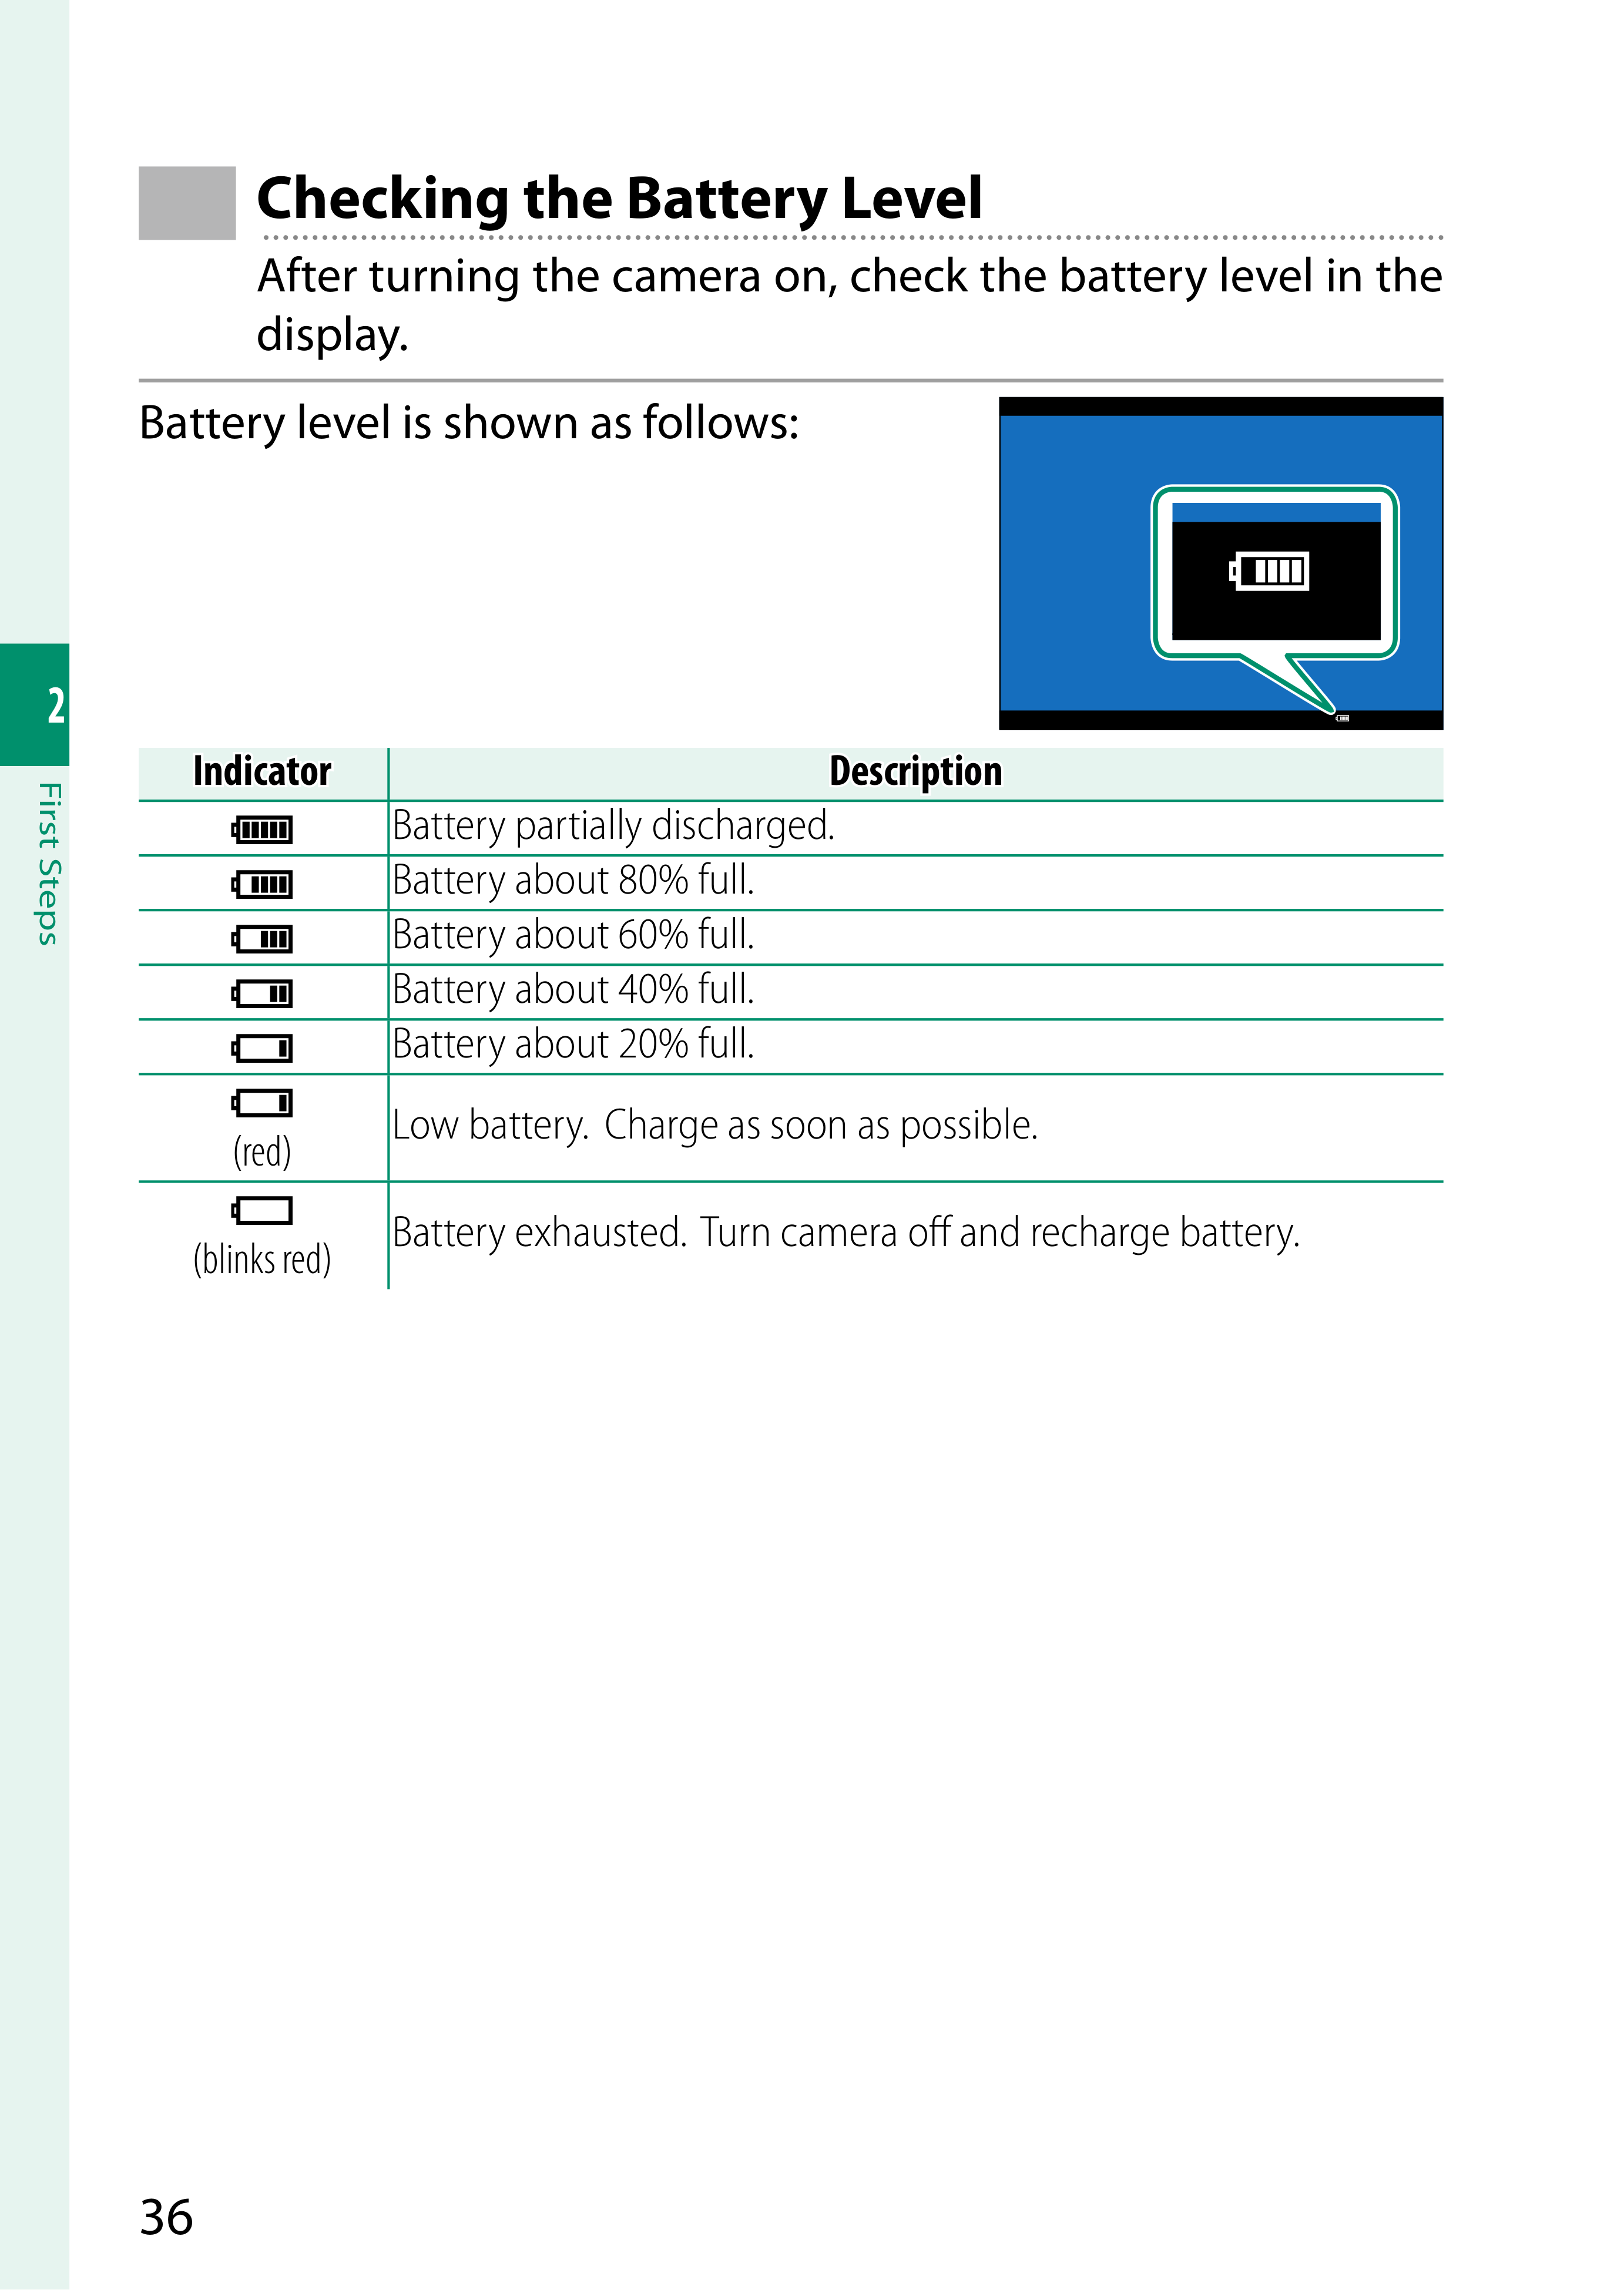 Checking the Battery Level
After turning the camera on, check the battery level in the
display.
Battery level is shown as follows:
2
First Steps
Indicator Description
Battery partially discharged.
Battery about 80% full.
Battery about 60% full.
Battery about 40% full.
Battery about 20% full.
(red) Low battery. Charge as soon as possible.
(blinks red) Battery exhausted. Turn camera off and recharge battery.
36